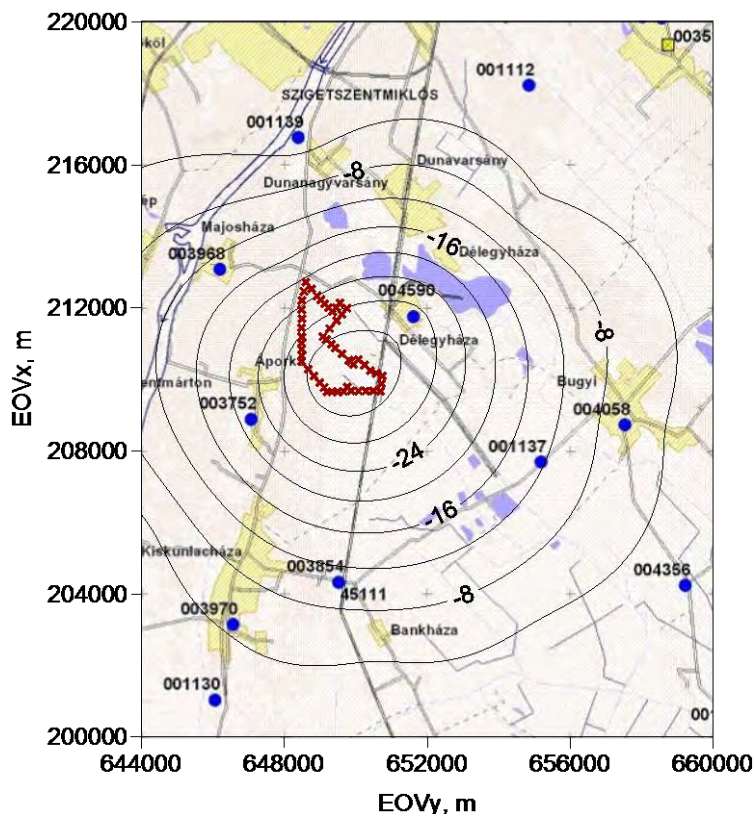 220000
0035
001112
SZIGETSZENTMIKLÓS
001139
216000
Dunavarsány
-8
Dunanagyvarsány
Majosháza
-16
Délegyháza
003968
212000
004590
-8
Délegyháza
Áporka
Bugyi
003752
004058
208000
-24
001137
-16
Kiskunlacháza
003854
004356
204000
45111
-8
003970
Bankháza
001130
200000
644000 648000 652000 656000 660000
EOVx, m
EOVy, m